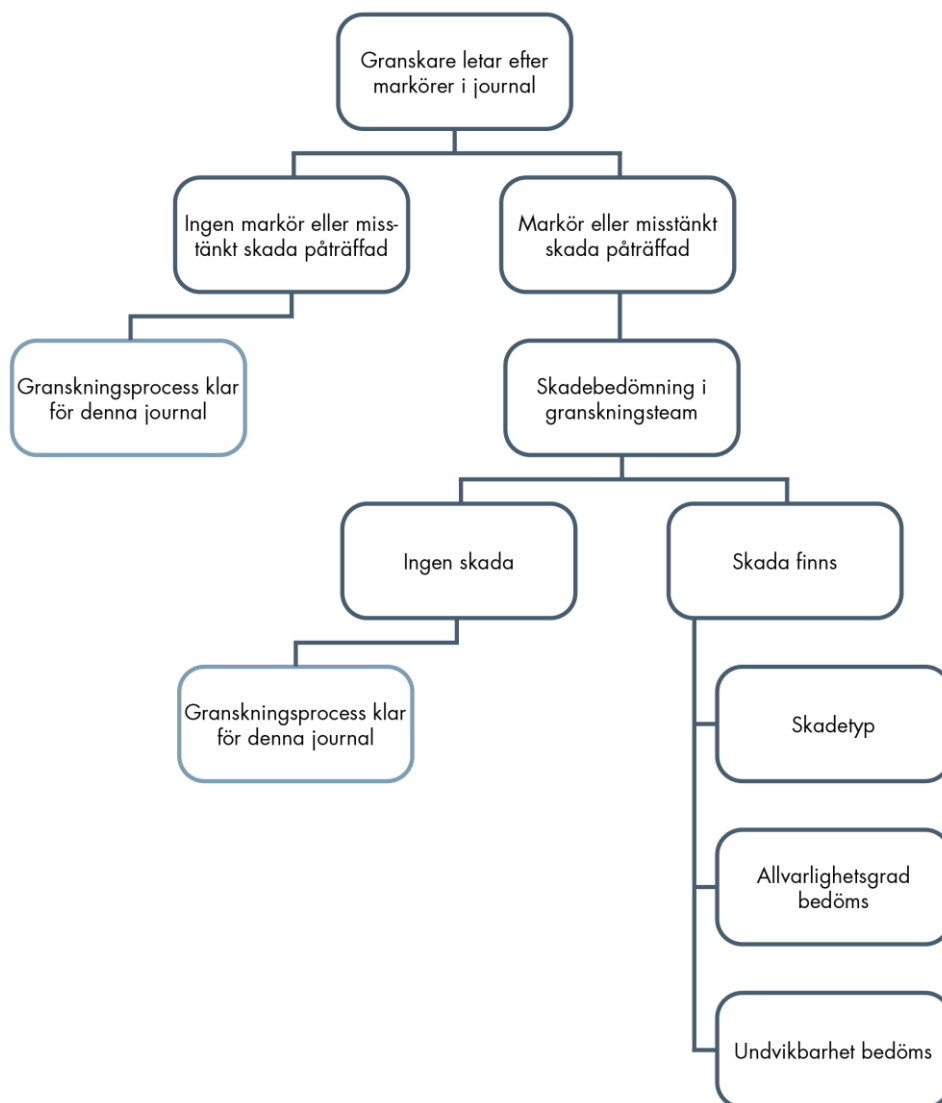 Granskare letar efter
markörer i journal
Ingen markör eller miss-
tänkt skada påträffad
Markör eller misstänkt
skada påträffad
Granskningsprocess klar
för denna journal
Skadebedömning i
granskningsteam
Ingen skada
Skada finns
Granskningsprocess klar
för denna journal
Skadetyp
Allvarlighetsgrad
bedöms
Undvikbarhet bedöms